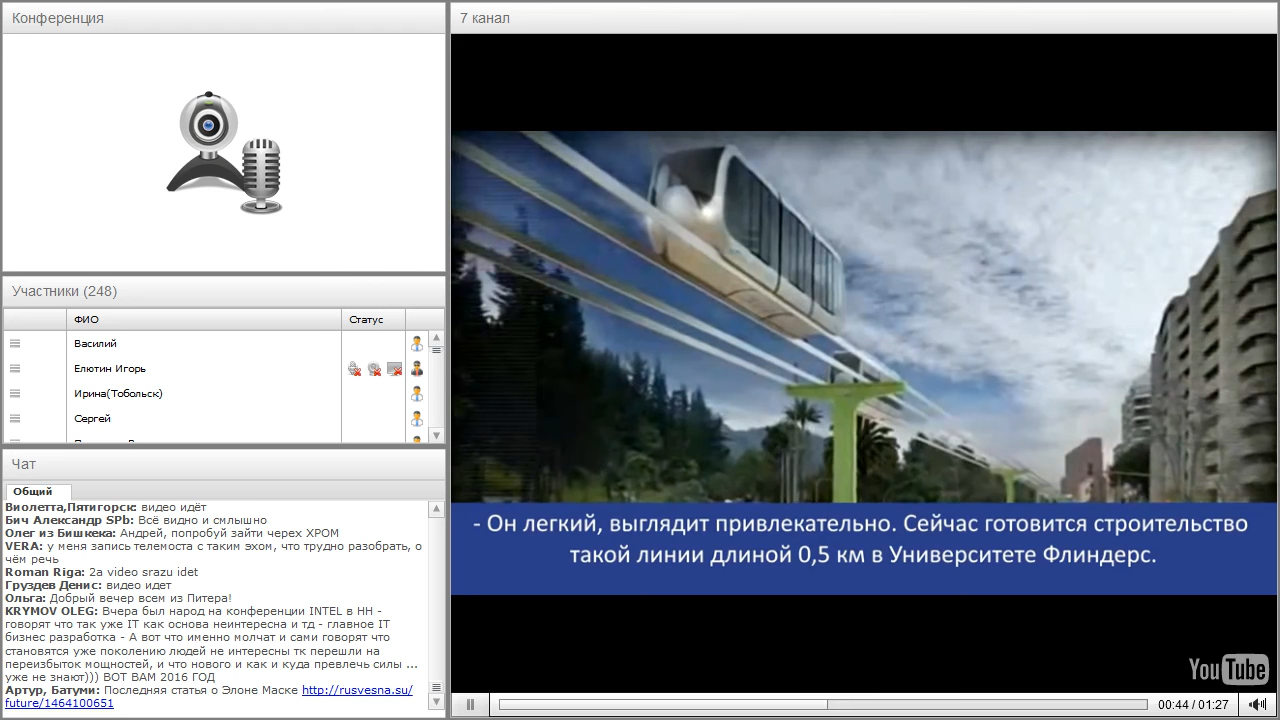 Конференция
Участники (248)
ФИО
Статус
Василий
Елютин Игорь
Ирина(Тобольск)
Сергей
Чат
Общий
Виолетта,Пятигорск: видео идёт
Бич Александр SPb: Всё видно и смлышно
Олег из Бишкека: Андрей, попробуй зайти черех ХРОМ
VERA: у меня запись телемоста с таким эхом, что трудно разобрать, о
чём речь
Roman Riga: 2a video srazu idet
Груздев Денис: видео идет
Ольга: Добрый вечер всем из Питера!
KRYMOV OLEG: Вчера был народ на конференции INTEL в НН -
говорят что так уже IT как основа неинтересна и тд - главное IT
бизнес разработка - А вот что именно молчат и сами говорят что
становятся уже поколению людей не интересны тк перешли на
переизбыток мощностей, и что нового и как и куда превлечь силы ...
уже не знают))) ВОТ ВАМ 2016 ГОД
Артур, Батуми: Последняя статья о Элоне Маске http://rusvesna.su/
future/1464100651
7 канал
- Он легкий, выглядит привлекательно. Сейчас готовится строительство
такой линии длиной 0,5 км в Университете Флиндерс.
YouTube
00:44 / 01:27